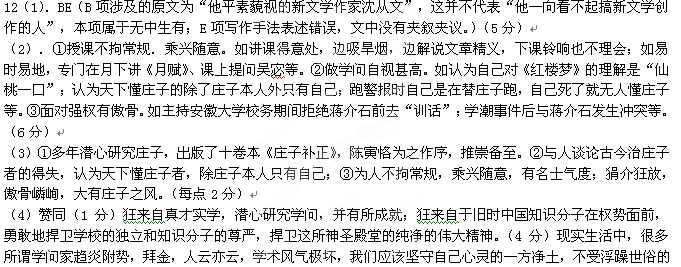 12（1）．BE（B项涉及的原文为“他平素藐视的新文学作家沈从文”，这并不代表“他一向看不起搞新文学创
作的人”，本项属于无中生有；E项写作手法表述错误，文中没有夹叙夹议。）（5分）
（2）．①授课不拘常规、乘兴随意。如讲课得意处，边吸旱烟，边解说文章精义，下课铃响也不理会；如易
时易地，专门在月下讲《月赋》、课上提问吴宓等。②做学问自视甚高。如认为自己对《红楼梦》的理解是“仙
桃一口”；认为天下懂庄子的除了庄子本人外只有自己；跑警报时自己是在替庄子跑，自己死了就无人懂庄子
等。③面对强权有傲骨。如主持安徽大学校务期间拒绝蒋介石前去“训话”；学潮事件后与蒋介石发生冲突等。
（6分）
（3）①多年潜心研究庄子，出版了十卷本《庄子补正》，陈寅恪为之作序，推崇备至。②与人谈论古今治庄子
者的得失，认为天下懂庄子者，除庄子本人只有自己；③为人不拘常规，乘兴随意，有名士气度；狷介狂放，
傲骨嶙峋，大有庄子之风。（每点2分）
（4）赞同（1分）狂来自真才实学，潜心研究学问，并有所成就；狂来自于旧时中国知识分子在权势面前，
勇敢地捍卫学校的独立和知识分子的尊严，捍卫这所神圣殿堂的纯净的伟大精神。（4分）现实生活中，很多
所谓学问家趋炎附势，拜金，人云亦云，学术风气极坏，我们应该坚守自己心灵的一方净土，不受浮躁世俗的